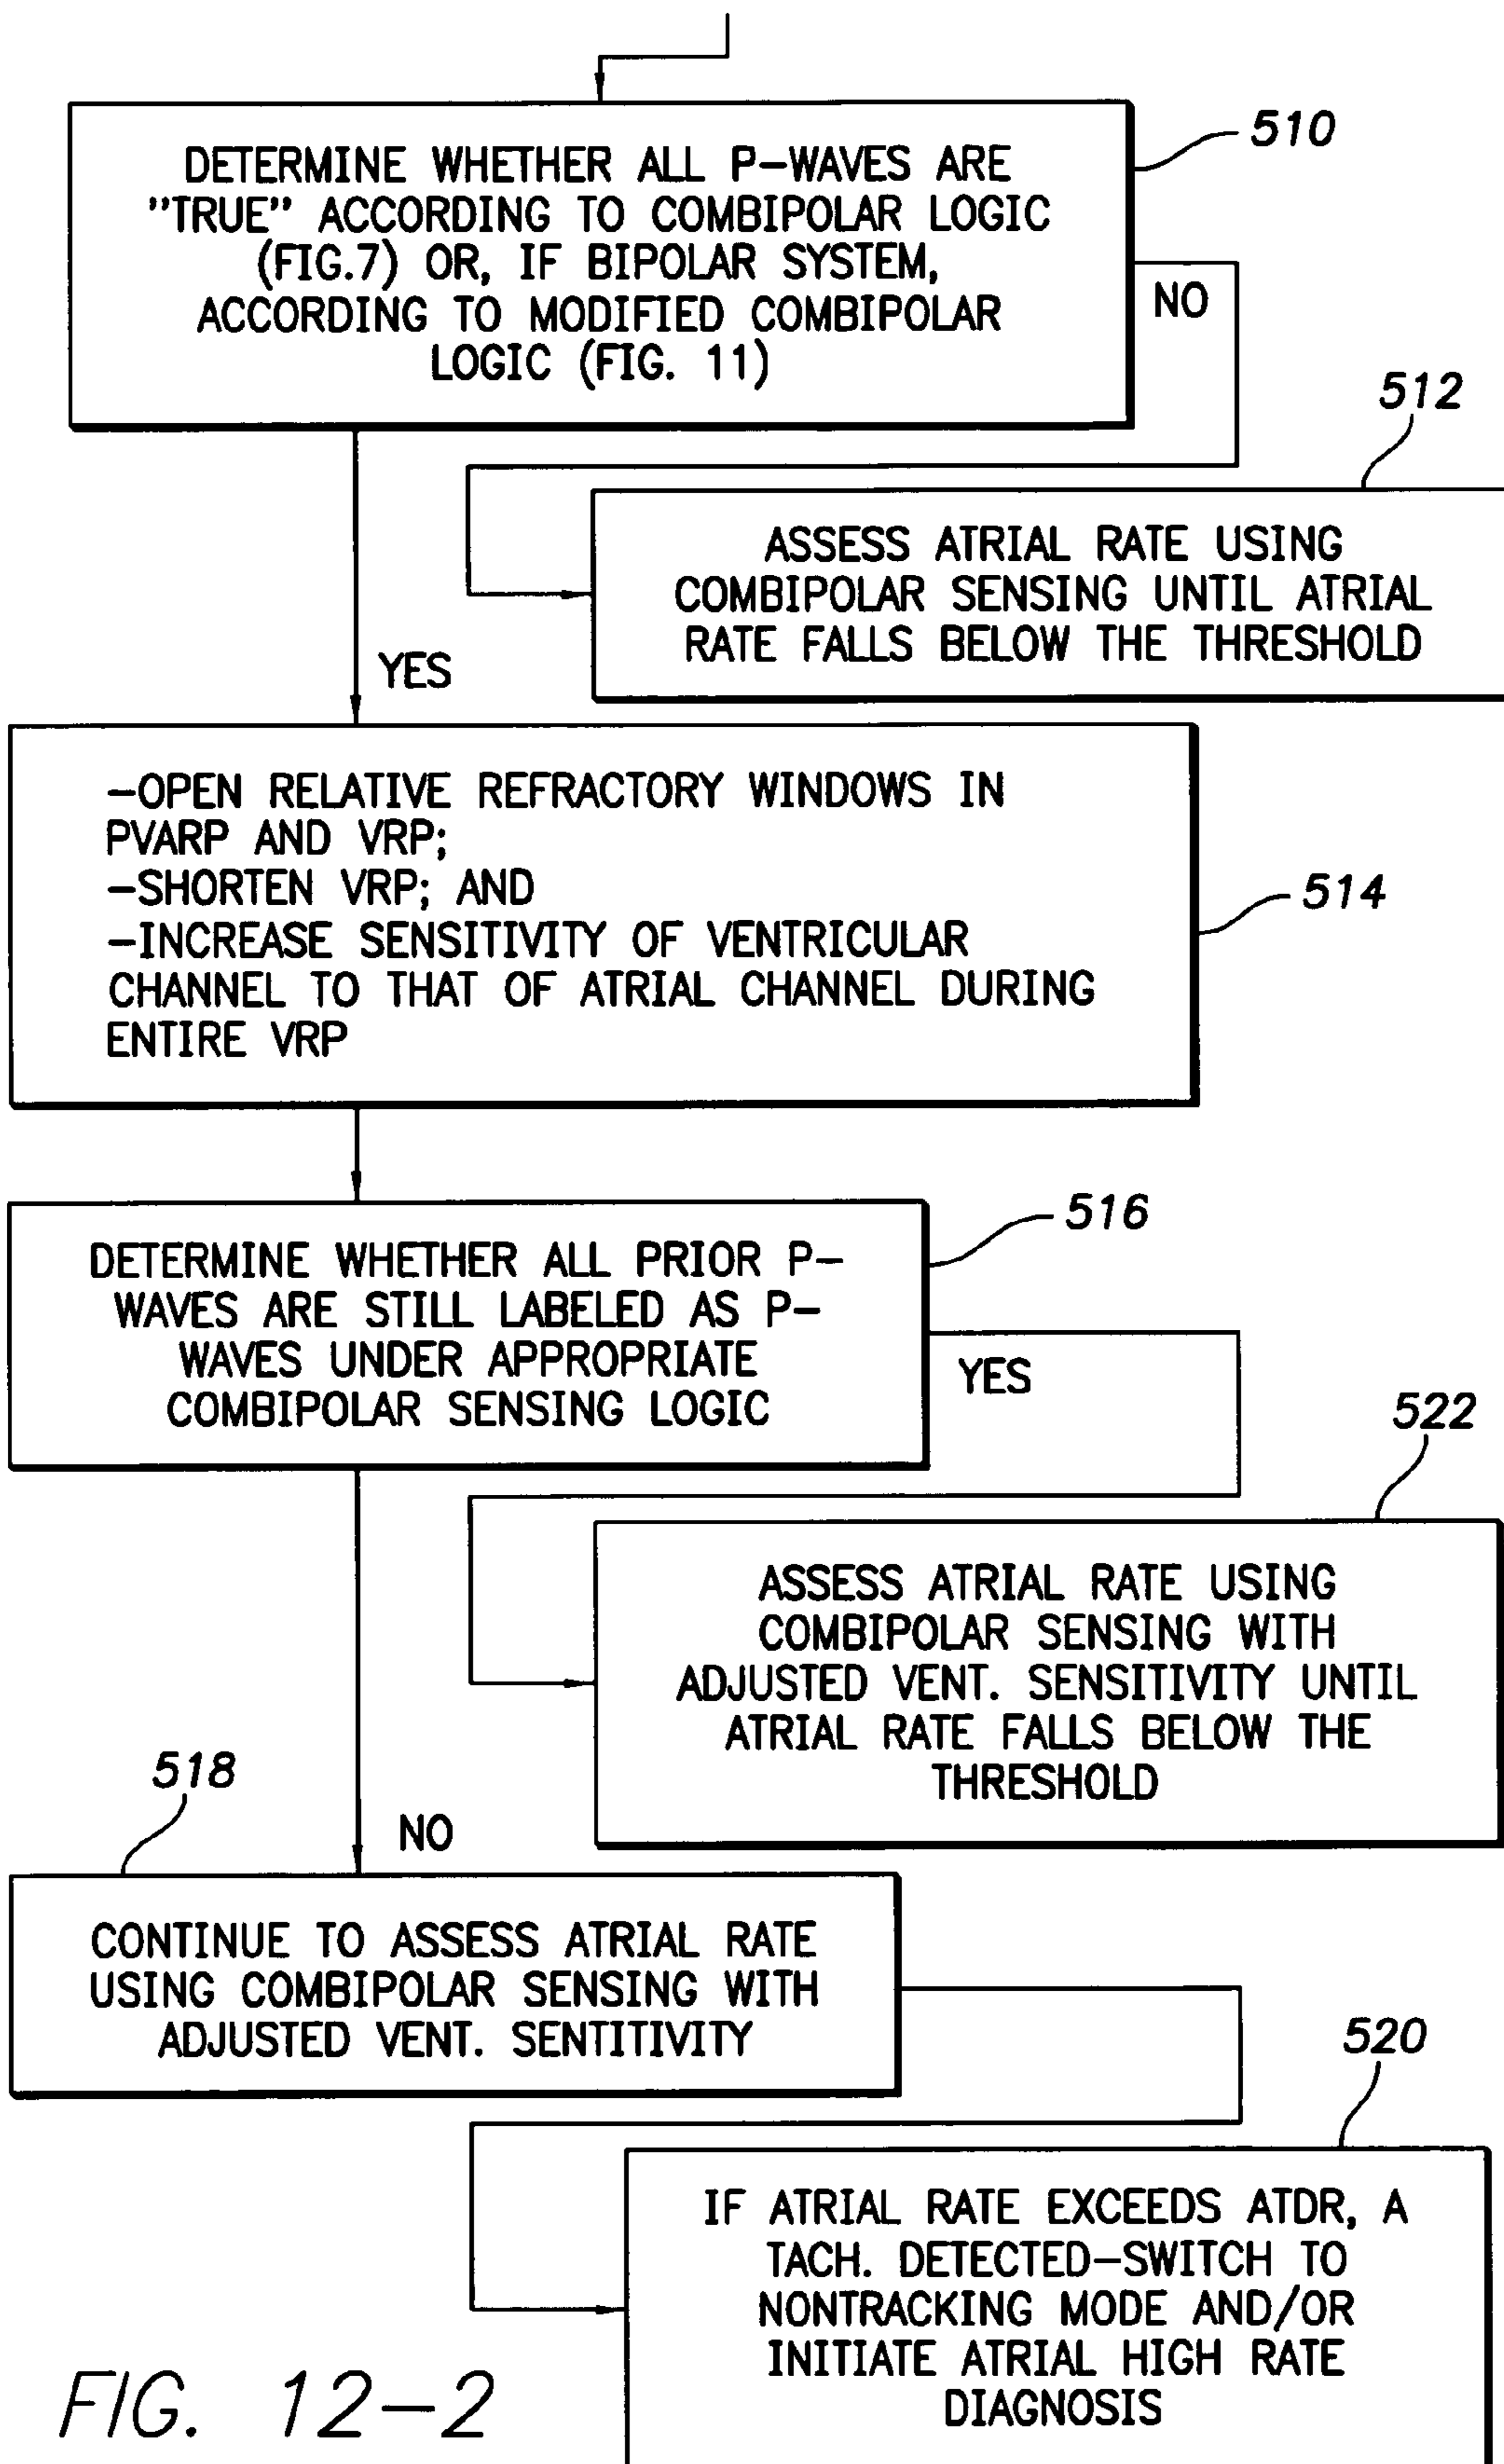 DETERMINE WHETHER ALL P-WAVES ARE
"TRUE" ACCORDING TO COMBIPOLAR LOGIC
(FIG.7) OR, IF BIPOLAR SYSTEM,
ACCORDING TO MODIFIED COMBIPOLAR
LOGIC (FIG. 11)
510
NO
512
ASSESS ATRIAL RATE USING
COMBIPOLAR SENSING UNTIL ATRIAL
RATE FALLS BELOW THE THRESHOLD
YES
-OPEN RELATIVE REFRACTORY WINDOWS IN
PVARP AND VRP;
-SHORTEN VRP; AND
-INCREASE SENSITIVITY OF VENTRICULAR
CHANNEL TO THAT OF ATRIAL CHANNEL DURING
ENTIRE VRP
514
DETERMINE WHETHER ALL PRIOR P-
WAVES ARE STILL LABELED AS P-
WAVES UNDER APPROPRIATE
COMBIPOLAR SENSING LOGIC
516
YES
522
ASSESS ATRIAL RATE USING
COMBIPOLAR SENSING WITH
ADJUSTED VENT. SENSITIVITY UNTIL
ATRIAL RATE FALLS BELOW THE
THRESHOLD
518
NO
CONTINUE TO ASSESS ATRIAL RATE
USING COMBIPOLAR SENSING WITH
ADJUSTED VENT. SENTITIVITY
520
IF ATRIAL RATE EXCEEDS ATDR, A
TACH. DETECTED-SWITCH TO
NONTRACKING MODE AND/OR
INITIATE ATRIAL HIGH RATE
DIAGNOSIS
FIG. 12-2